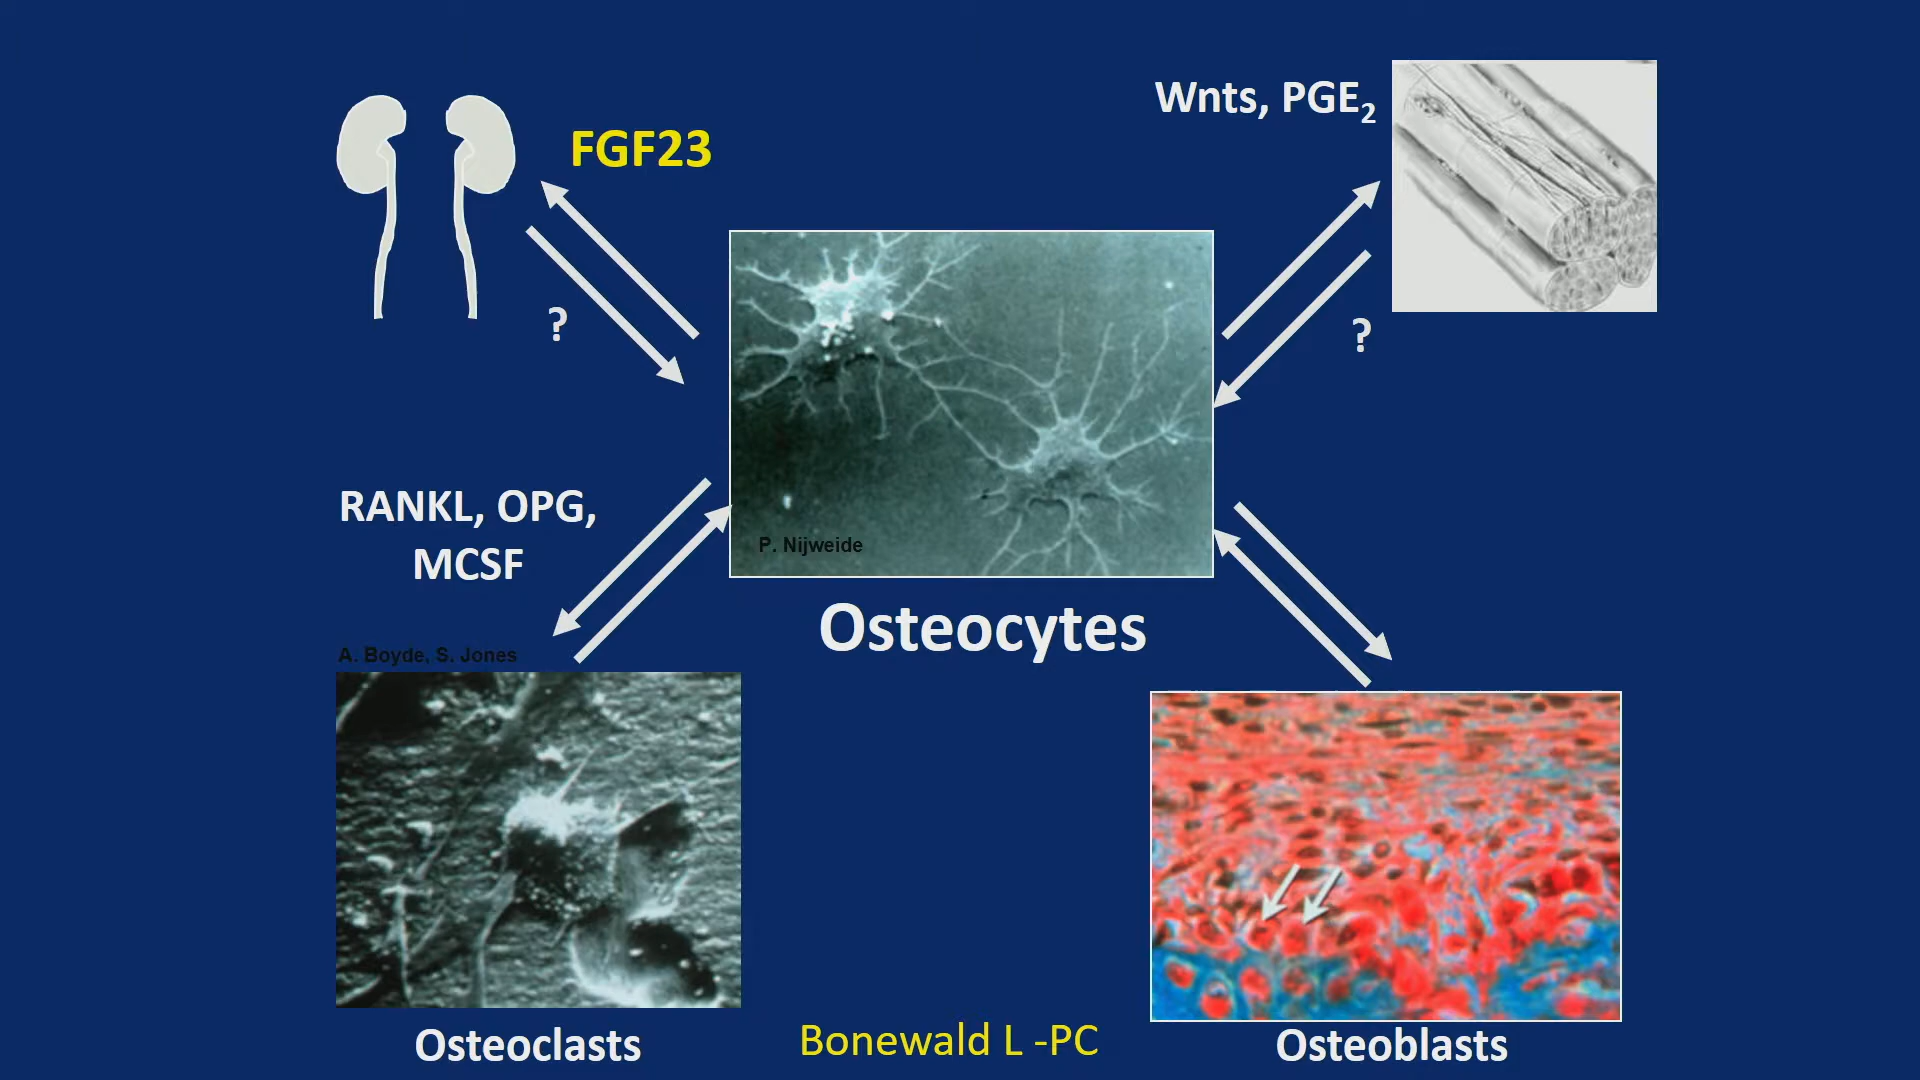 Wnts, PGE2
FGF23
?
?
RANKL, OPG,
MCSF
P. Nijweide
Osteocytes
A. Boyde, S. Jones
Osteoclasts
Bonewald L -PC
Osteoblasts